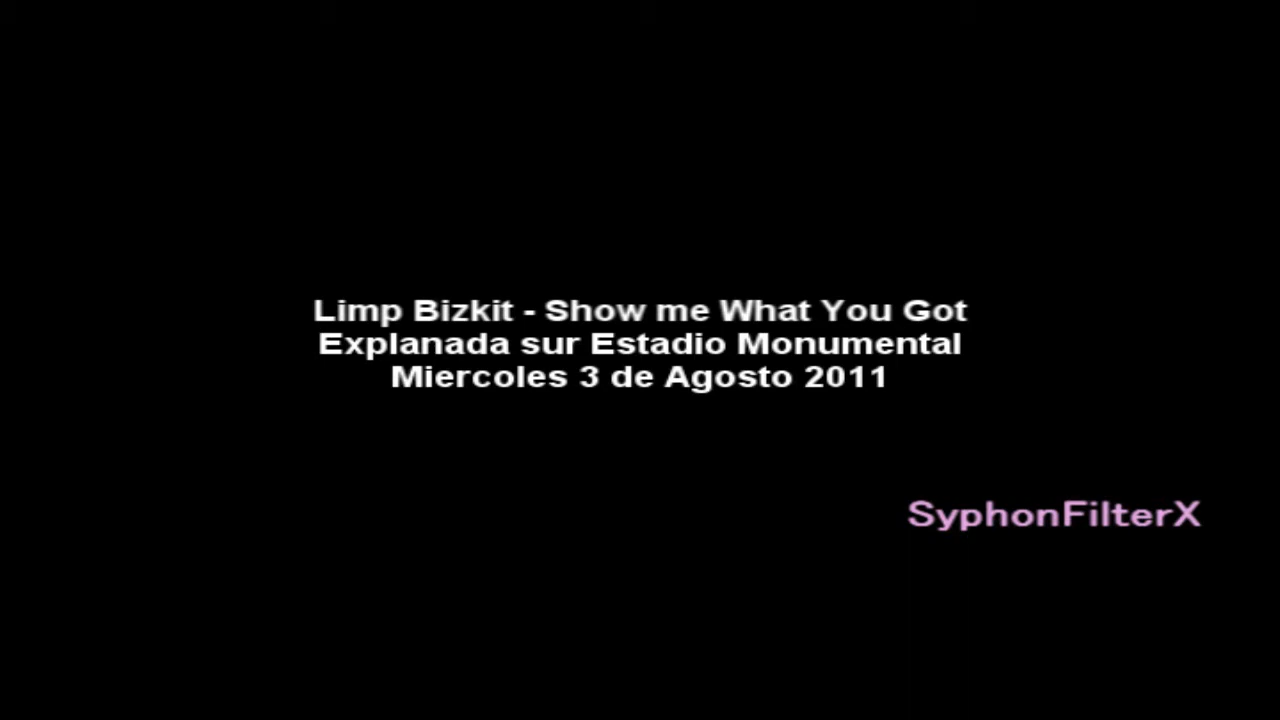 Limp Bizkit - Show me What You Got
Explanada sur Estadio Monumental
Miercoles 3 de Agosto 2011
SyphonFilterX